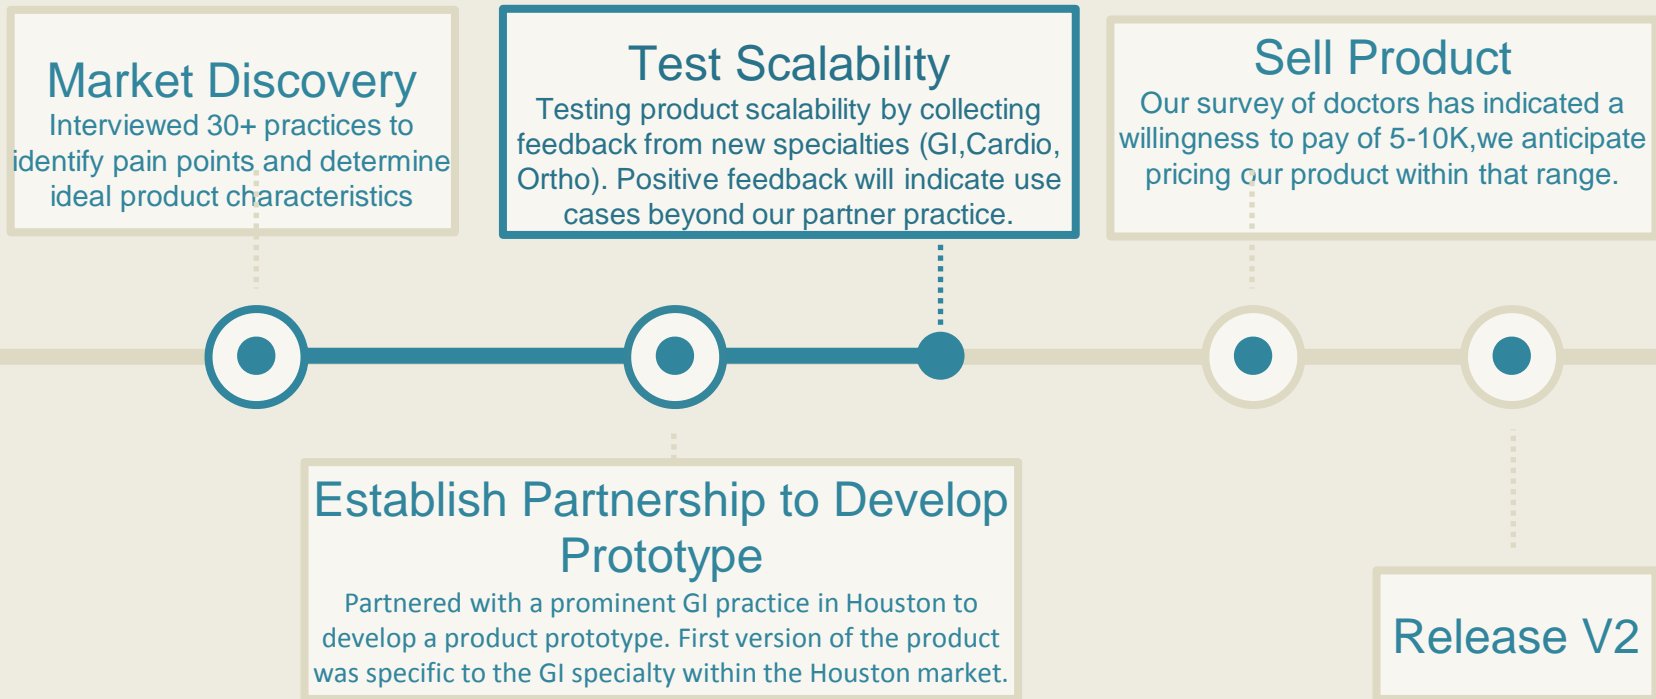 Market Discovery
Interviewed 30+ practices to
identify pain points and determine
ideal product characteristics
Test Scalability
Testing product scalability by collecting
feedback from new specialties (GI,Cardio,
Ortho). Positive feedback will indicate use
cases beyond our partner practice.
Sell Product
Our survey of doctors has indicated a
willingness to pay of 5-10K,we anticipate
pricing our product within that range.
Establish Partnership to Develop
Prototype
Partnered with a prominent GI practice in Houston to
develop a product prototype. First version of the product
was specific to the GI specialty within the Houston market.
Release V2